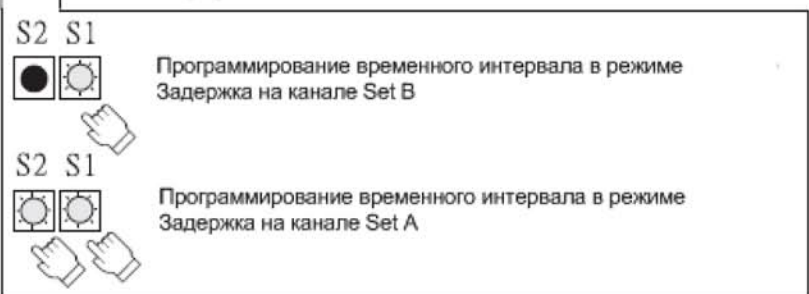 S2 S1
Программирование временного интервала в режиме
Задержка на канале Set B
S2 S1
Программирование временного интервала в режиме
Задержка на канале Set A